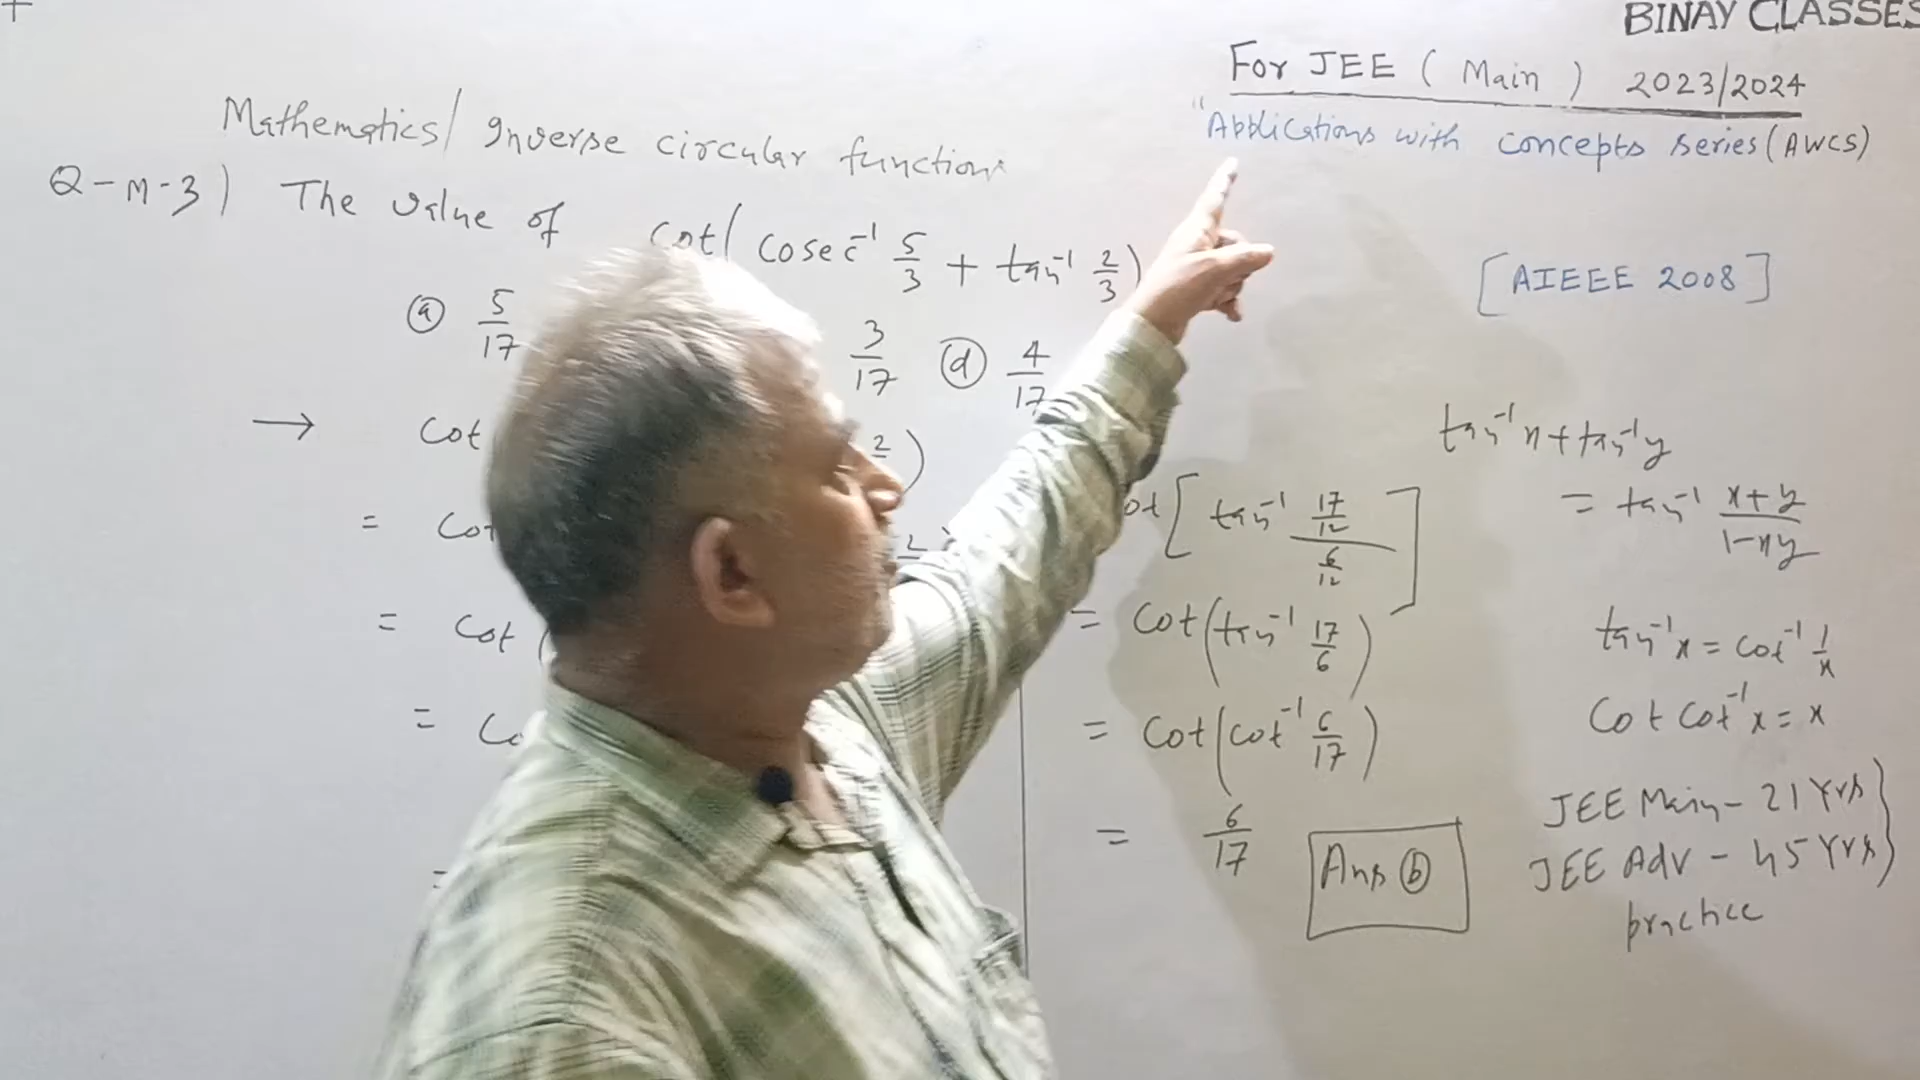 BINAY CLASSES
For JEE ( Main ) 2023/2024
"Applications with concepts series (AWCS)
Mathematics/ Inverse circular functions
Q-M-3) The value of cot( cosec⁻¹ 5/3 + tan⁻¹ 2/3 )
[AIEEE 2008]
(a) 5/17 3/17 (d) 4/17
→ cot 2 )
= cot
= cot (
=
=
cot[ tan⁻¹ (17/12)/(6/12) ]
= cot(tan⁻¹ 17/6)
= cot(cot⁻¹ 6/17)
= 6/17 Ans (b)
tan⁻¹x + tan⁻¹y
= tan⁻¹ (x+y)/(1-xy)
tan⁻¹x = cot⁻¹ 1/x
cot cot⁻¹x = x
JEE Main - 21 Yrs
JEE Adv - 45 Yrs
practice